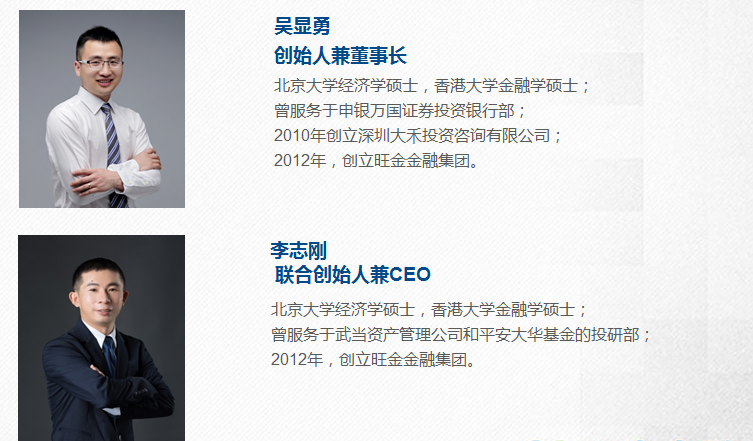 吴显勇
创始人兼董事长
北京大学经济学硕士，香港大学金融学硕士；
曾服务于申银万国证券投资银行部；
2010年创立深圳大禾投资咨询有限公司；
2012年，创立旺金金融集团。
李志刚
联合创始人兼CEO
北京大学经济学硕士，香港大学金融学硕士；
曾服务于武当资产管理公司和平安大华基金的投研部；
2012年，创立旺金金融集团。